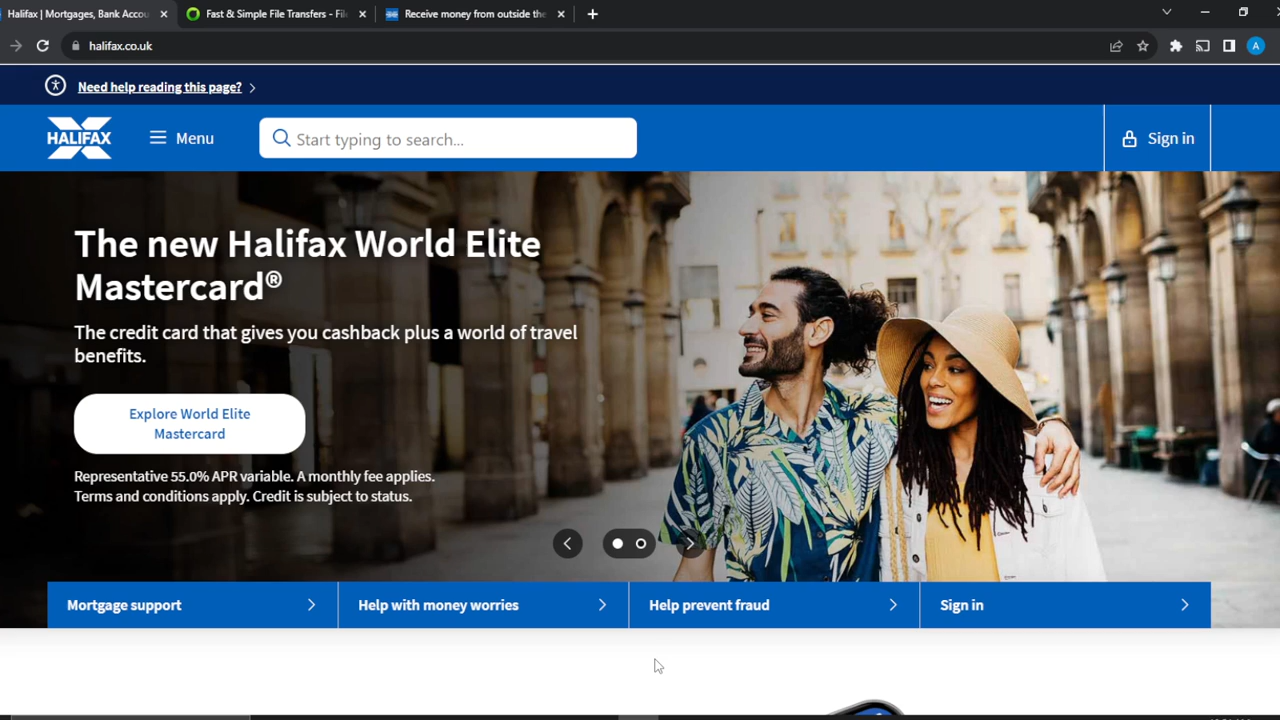 Halifax | Mortgages, Bank Accou
Fast & Simple File Transfers - Fil
Receive money from outside the
halifax.co.uk
A
Need help reading this page?
HALIFAX
Menu
Start typing to search...
Sign in
The new Halifax World Elite
Mastercard®
The credit card that gives you cashback plus a world of travel
benefits.
Explore World Elite
Mastercard
Representative 55.0% APR variable. A monthly fee applies.
Terms and conditions apply. Credit is subject to status.
Mortgage support
Help with money worries
Help prevent fraud
Sign in